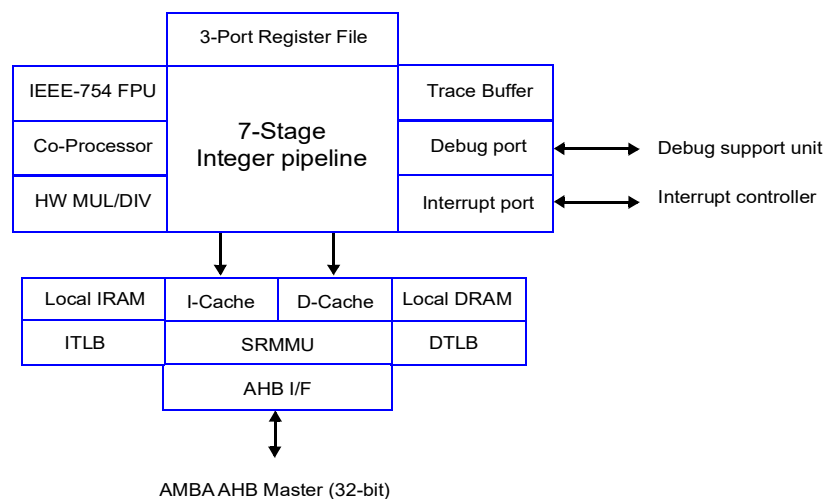 3-Port Register File
IEEE-754 FPU
7-Stage
Integer pipeline
Trace Buffer
Co-Processor
Debug port
Debug support unit
HW MUL/DIV
Interrupt port
Interrupt controller
Local IRAM
I-Cache
D-Cache
Local DRAM
ITLB
SRMMU
DTLB
AHB I/F
AMBA AHB Master (32-bit)